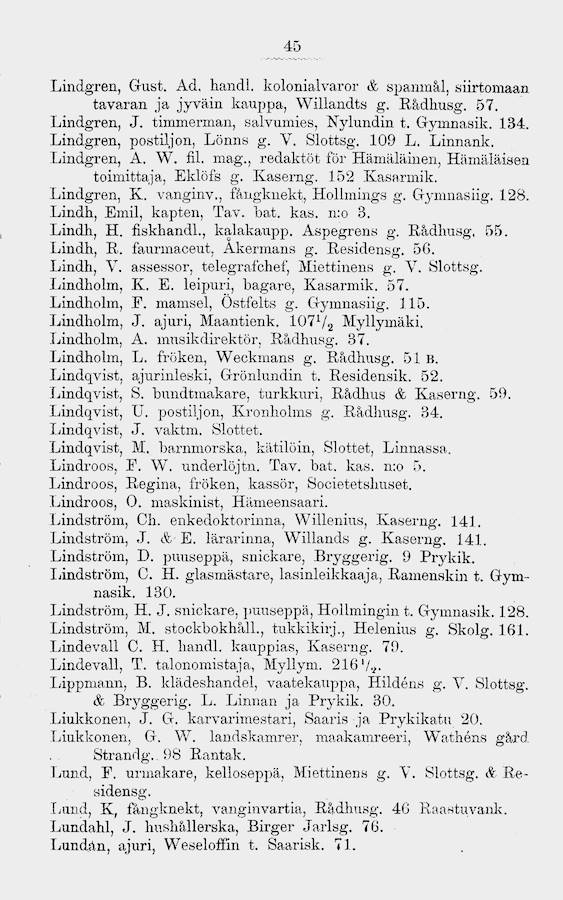 45
Lindgren, Gust. Ad. handl. kolonialvaror & spanmål, siirtomaan
tavaran ja jyväin kauppa, Willandts g. Rådhusg. 57.
Lindgren, J. timmerman, salvumies, Nylundin t. Gymnasik. 134.
Lindgren, postiljon, Lönns g. V. Slottsg. 109 L. Linnank.
Lindgren, A. W. fil. mag., redaktöt för Hämäläinen, Hämäläisen
toimittaja, Eklöfs g. Kaserng. 152 Kasarmik.
Lindgren, K. vanginv., fångknekt, Hollmings g. Gymnasiig. 128.
Lindh, Emil, kapten, Tav. bat. kas. n:o 3.
Lindh, H. fiskhandl., kalakaupp. Aspegrens g. Rådhusg. 55.
Lindh, R. faurmaceut, Åkermans g. Residensg. 56.
Lindh, V. assessor, telegrafchef, Miettinens g. V. Slottsg.
Lindholm, K. E. leipuri, bagare, Kasarmik. 57.
Lindholm, F. mamsel, Östfelts g. Gymnasiig. 115.
Lindholm, J. ajuri, Maantienk. 107¹/₂ Myllymäki.
Lindholm, A. musikdirektör, Rådhusg. 37.
Lindholm, L. fröken, Weckmans g. Rådhusg. 51 B.
Lindqvist, ajurinleski, Grönlundin t. Residensik. 52.
Lindqvist, S. bundtmakare, turkkuri, Rådhus & Kaserng. 59.
Lindqvist, U. postiljon, Kronholms g. Rådhusg. 34.
Lindqvist, J. vaktm. Slottet.
Lindqvist, M. barnmorska, kätilöin, Slottet, Linnassa.
Lindroos, F. W. underlöjtn. Tav. bat. kas. n:o 5.
Lindroos, Regina, fröken, kassör, Societetshuset.
Lindroos, O. maskinist, Hämeensaari.
Lindström, Ch. enkedoktorinna, Willenius, Kaserng. 141.
Lindström, J. & E. lärarinna, Willands g. Kaserng. 141.
Lindström, D. puuseppä, snickare, Bryggerig. 9 Prykik.
Lindström, C. H. glasmästare, lasinleikkaaja, Ramenskin t. Gym-
nasik. 130.
Lindström, H. J. snickare, puuseppä, Hollmingin t. Gymnasik. 128.
Lindström, M. stockbokhåll., tukkikirj., Helenius g. Skolg. 161.
Lindevall C. H. handl. kauppias, Kaserng. 79.
Lindevall, T. talonomistaja, Myllym. 216¹/₂.
Lippmann, B. klädeshandel, vaatekauppa, Hildéns g. V. Slottsg.
& Bryggerig. L. Linnan ja Prykik. 30.
Liukkonen, J. G. karvarimestari, Saaris ja Prykikatu 20.
Liukkonen, G. W. landskamrer, maakamreeri, Wathéns gård
Strandg. 98 Rantak.
Lund, F. urmakare, kelloseppä, Miettinens g. V. Slottsg. & Re-
sidensg.
Lund, K, fångknekt, vanginvartia, Rådhusg. 46 Raastuvank.
Lundahl, J. hushållerska, Birger Jarlsg. 76.
Lundán, ajuri, Weseloffin t. Saarisk. 71.